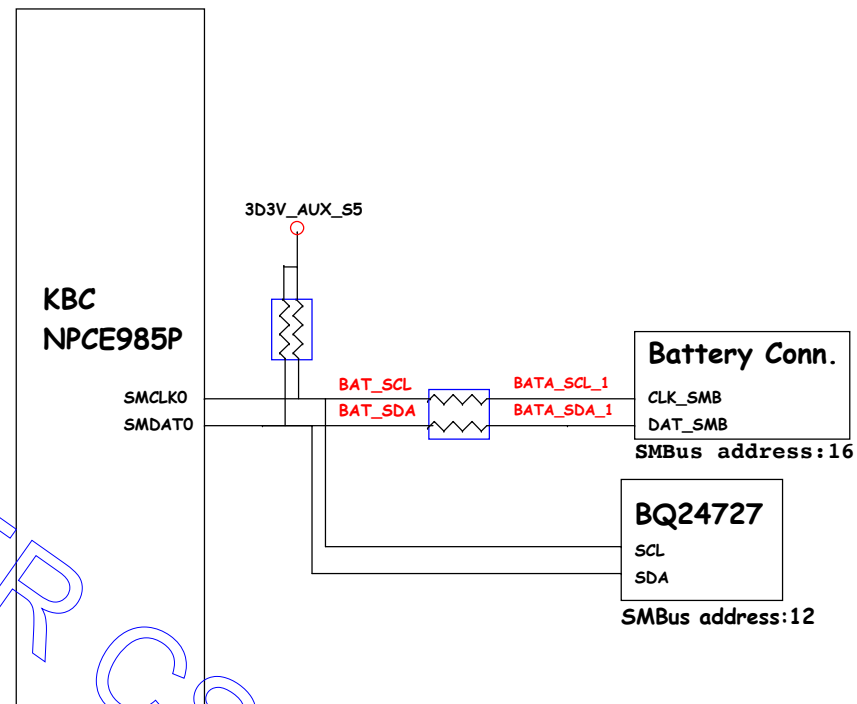 3D3V_AUX_S5
KBC
NPCE985P
SMCLK0
SMDAT0
BAT_SCL
BAT_SDA
BATA_SCL_1
BATA_SDA_1
Battery Conn.
CLK_SMB
DAT_SMB
SMBus address:16
BQ24727
SCL
SDA
SMBus address:12